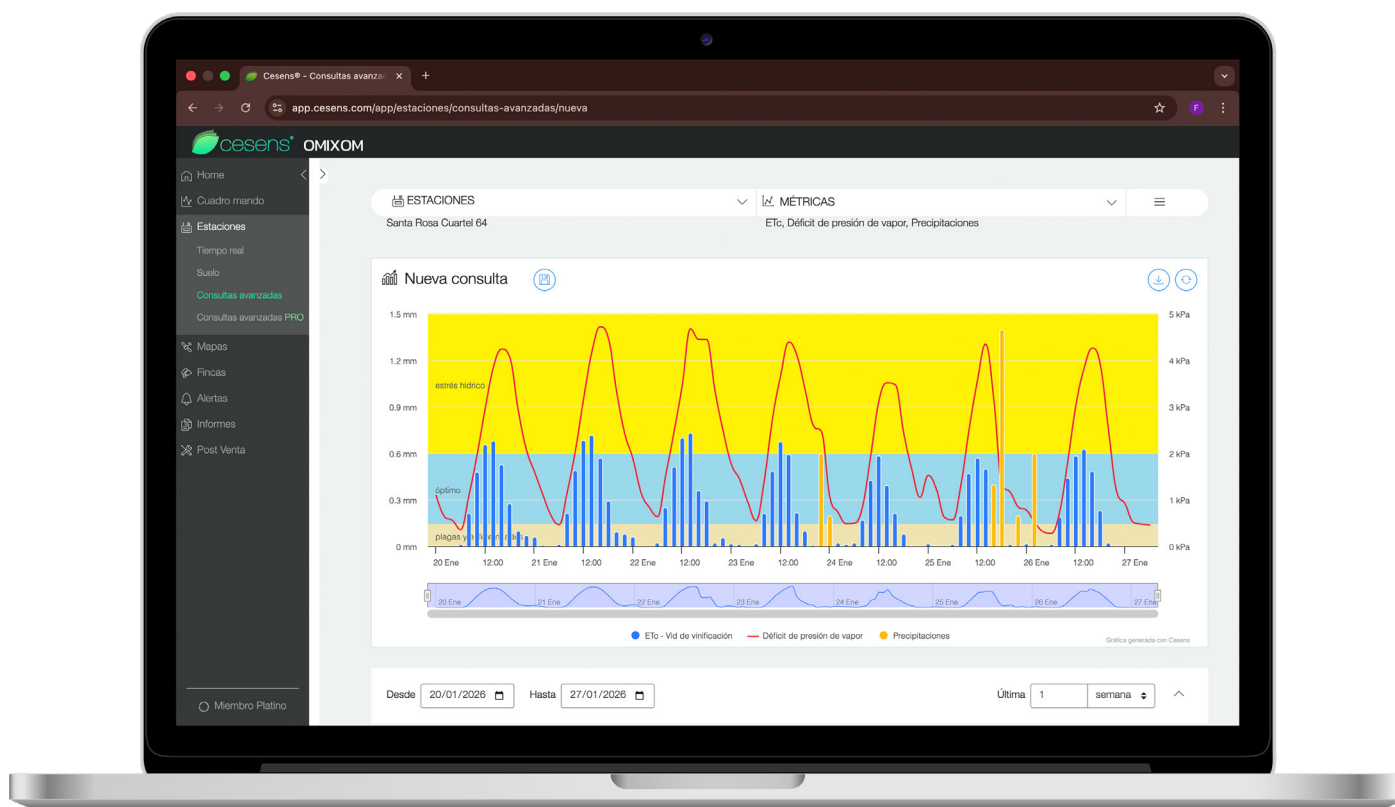 Cesens® - Consultas avanzad
app.cesens.com/app/estaciones/consultas-avanzadas/nueva
F
cesens® OMIXOM
Home
Cuadro mando
Estaciones
Tiempo real
Suelo
Consultas avanzadas
Consultas avanzadas PRO
Mapas
Fincas
Alertas
Informes
Post Venta
Miembro Platino
ESTACIONES
MÉTRICAS
Santa Rosa Cuartel 64
ETc, Déficit de presión de vapor, Precipitaciones
Nueva consulta
1.5 mm
5 kPa
1.2 mm
4 kPa
estrés hídrico
0.9 mm
3 kPa
0.6 mm
2 kPa
óptimo
0.3 mm
1 kPa
plagas y
0 mm
0 kPa
20 Ene 12:00 21 Ene 12:00 22 Ene 12:00 23 Ene 12:00 24 Ene 12:00 25 Ene 12:00 26 Ene 12:00 27 Ene
20 Ene 21 Ene 22 Ene 23 Ene 24 Ene 25 Ene 26 Ene 27 Ene
ETc - Vid de vinificación Déficit de presión de vapor Precipitaciones
Gráfica generada con Cesens
Desde 20/01/2026 Hasta 27/01/2026 Última 1 semana